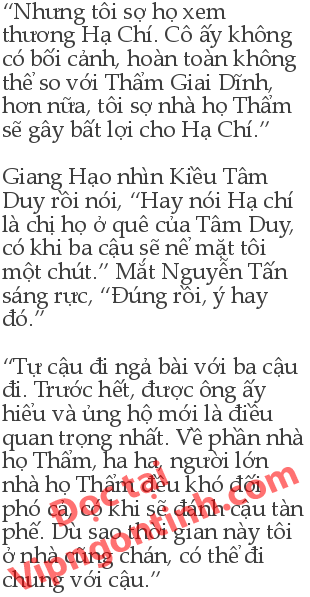 “Nhưng tôi sợ họ xem
thương Hạ Chí. Cô ấy không
có bối cảnh, hoàn toàn không
thể so với Thẩm Giai Dĩnh,
hơn nữa, tôi sợ nhà họ Thẩm
sẽ gây bất lợi cho Hạ Chí.”
Giang Hạo nhìn Kiều Tâm
Duy rồi nói, “Hay nói Hạ chí
là chị họ ở quê của Tâm Duy,
có khi ba cậu sẽ nể mặt tôi
một chút.” Mắt Nguyễn Tấn
sáng rực, “Đúng rồi, ý hay
đó.”
“Tự cậu đi ngả bài với ba cậu
đi. Trước hết, được ông ấy
hiểu và ủng hộ mới là điều
quan trọng nhất. Về phần nhà
họ Thẩm, ha ha, người lớn
nhà họ Thẩm đều khó đối
phó cả, có khi sẽ đánh cậu tàn
phế. Dù sao thời gian này tôi
ở nhà cũng chán, có thể đi
chung với cậu.”
Đọc tại
Vipngontinh.com